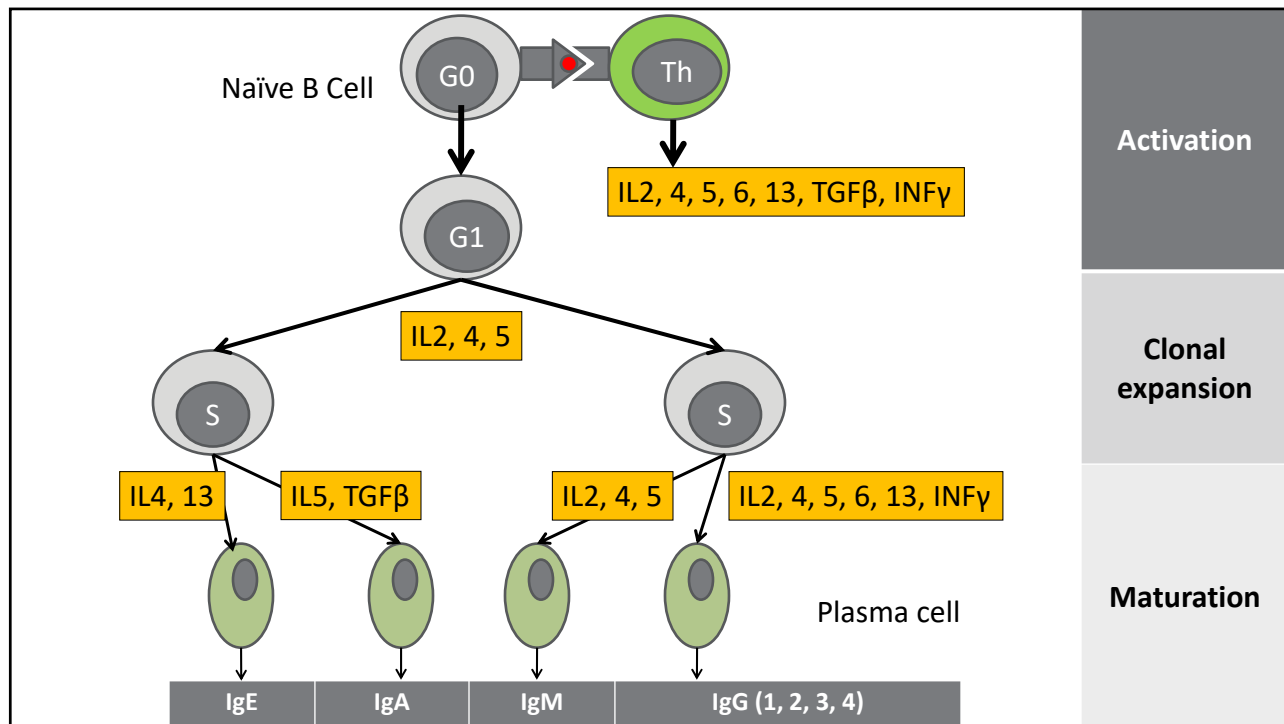 G0
Th
Naïve B Cell
Activation
IL2, 4, 5, 6, 13, TGFβ, INFγ
G1
IL2, 4, 5
Clonal
expansion
S
S
IL4, 13
IL5, TGFβ
IL2, 4, 5
IL2, 4, 5, 6, 13, INFγ
Maturation
Plasma cell
IgE
IgA
IgM
IgG (1, 2, 3, 4)